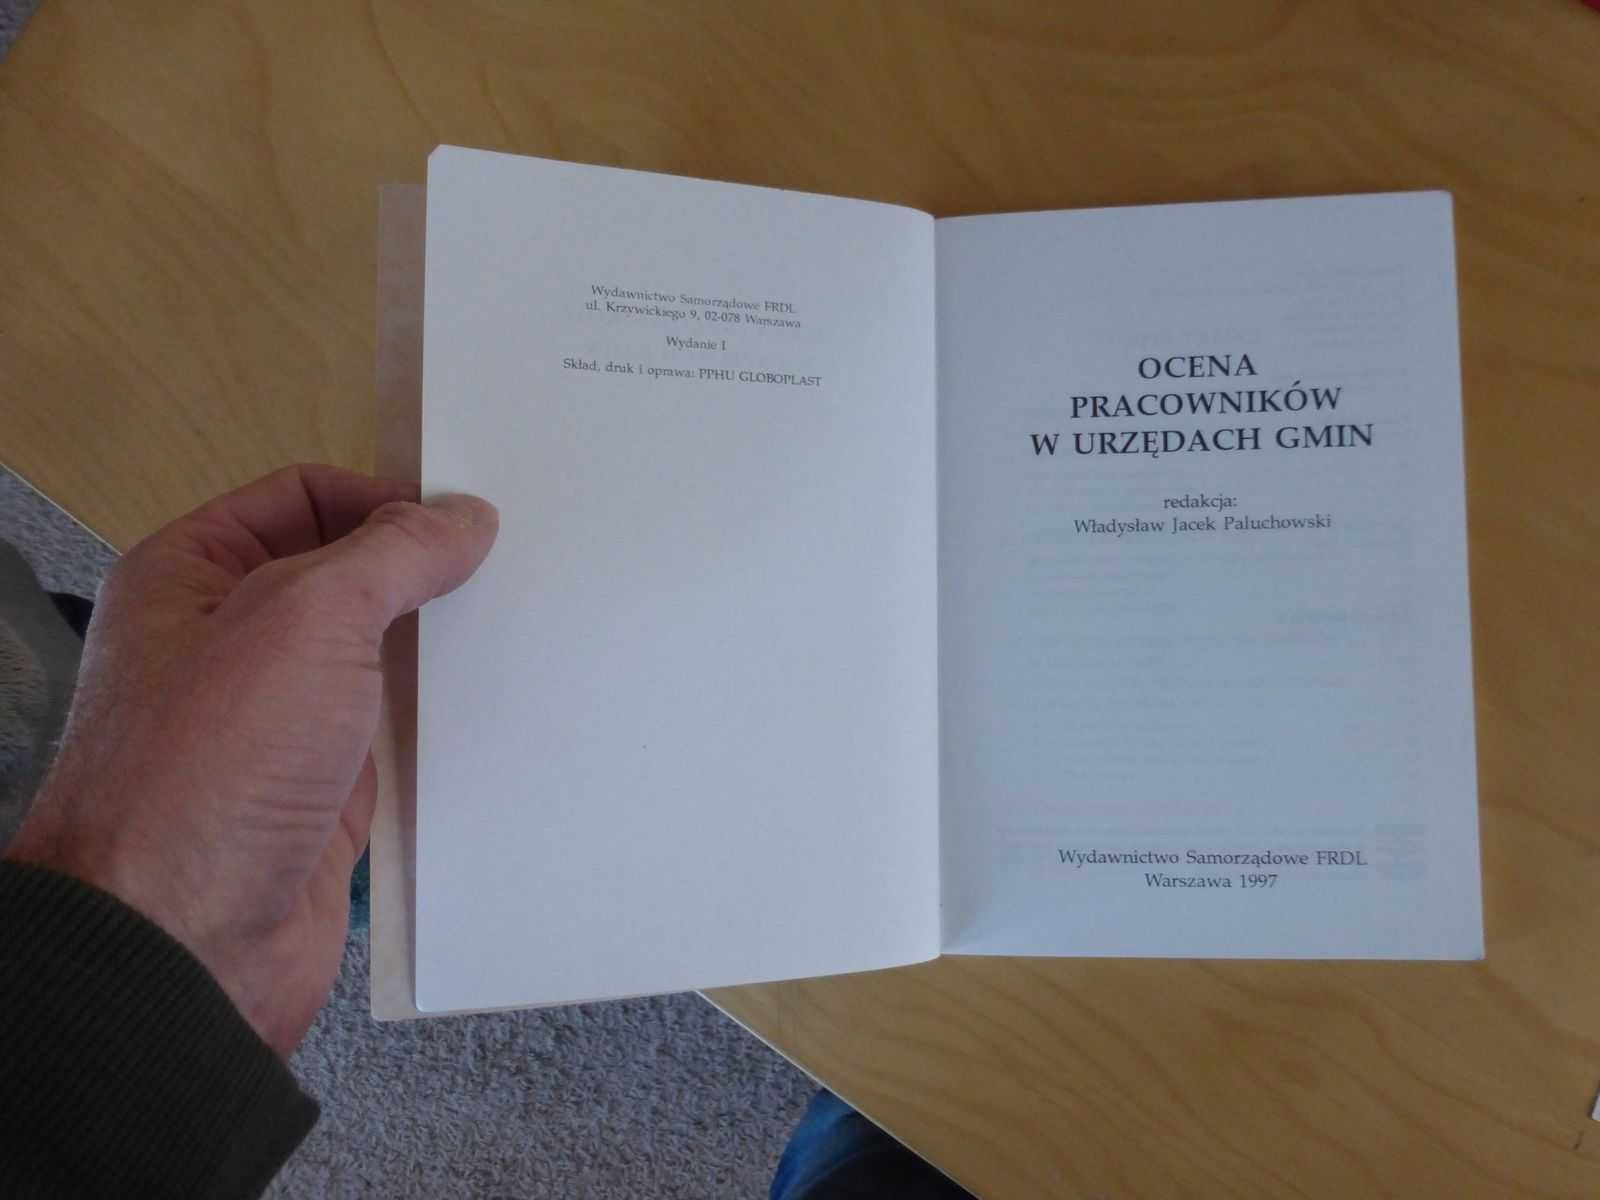 Wydawnictwo Samorządowe FRDL
ul. Krzywickiego 9, 02-078 Warszawa
Wydanie I
Skład, druk i oprawa: PPHU GLOBOPLAST
OCENA
PRACOWNIKÓW
W URZĘDACH GMIN
redakcja:
Władysław Jacek Paluchowski
Wydawnictwo Samorządowe FRDL
Warszawa 1997